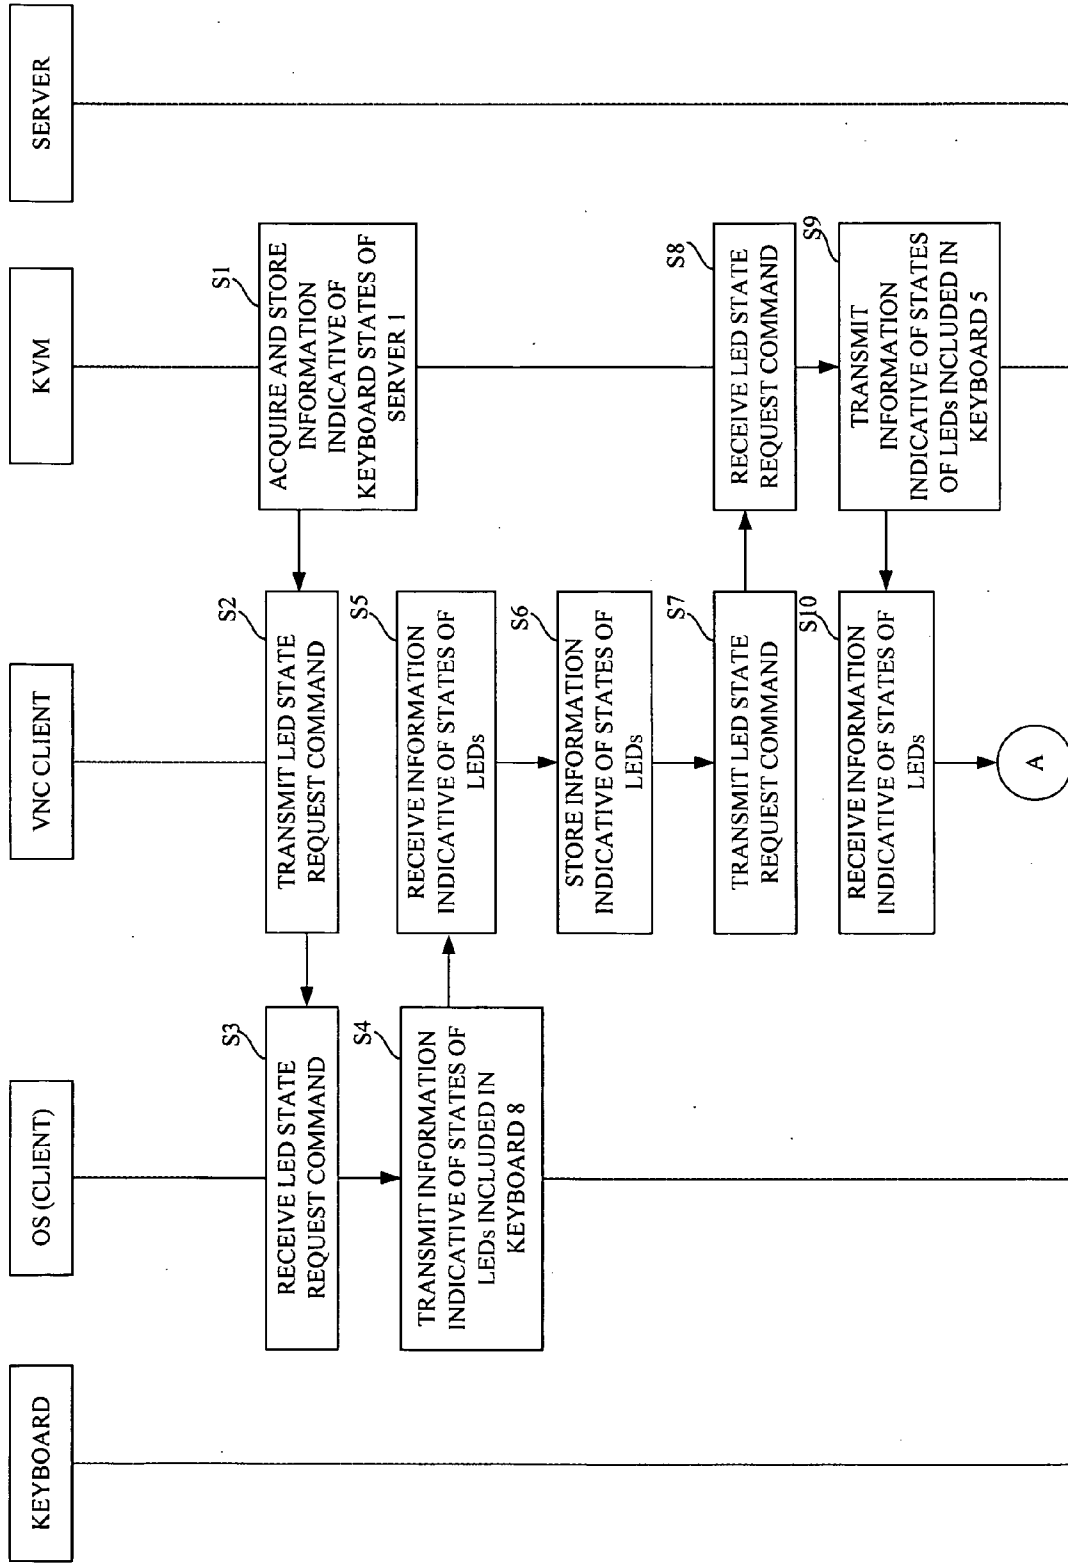 KEYBOARD
OS (CLIENT)
VNC CLIENT
KVM
SERVER
S1
ACQUIRE AND STORE
INFORMATION
INDICATIVE OF
KEYBOARD STATES OF
SERVER 1
S2
TRANSMIT LED STATE
REQUEST COMMAND
S3
RECEIVE LED STATE
REQUEST COMMAND
S4
TRANSMIT INFORMATION
INDICATIVE OF STATES OF
LEDs INCLUDED IN
KEYBOARD 8
S5
RECEIVE INFORMATION
INDICATIVE OF STATES OF
LEDs
S6
STORE INFORMATION
INDICATIVE OF STATES OF
LEDs
S7
TRANSMIT LED STATE
REQUEST COMMAND
S8
RECEIVE LED STATE
REQUEST COMMAND
S9
TRANSMIT
INFORMATION
INDICATIVE OF STATES
OF LEDs INCLUDED IN
KEYBOARD 5
S10
RECEIVE INFORMATION
INDICATIVE OF STATES OF
LEDs
A